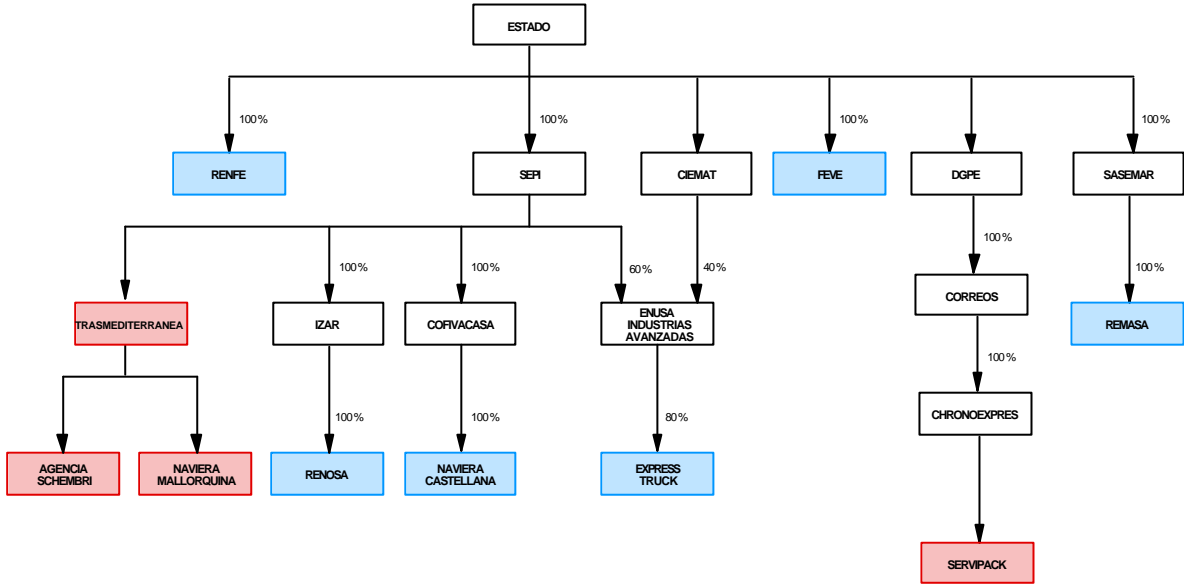 ESTADO
100%
100%
100%
100%
RENFE
SEPI
CIEMAT
FEVE
DGPE
SASEMAR
100%
100%
100%
60%
40%
100%
TRASMEDITERRANEA
IZAR
COFIVACASA
ENUSA
INDUSTRIAS
AVANZADAS
CORREOS
REMASA
100%
CHRONOEXPRES
100%
100%
80%
AGENCIA
SCHEMBRI
NAVIERA
MALLORQUINA
RENOSA
NAVIERA
CASTELLANA
EXPRESS
TRUCK
SERVIPACK